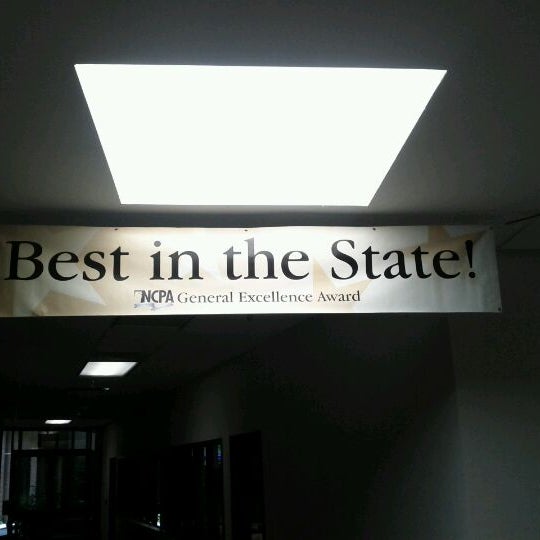 Best in the State!
NCPA General Excellence Award